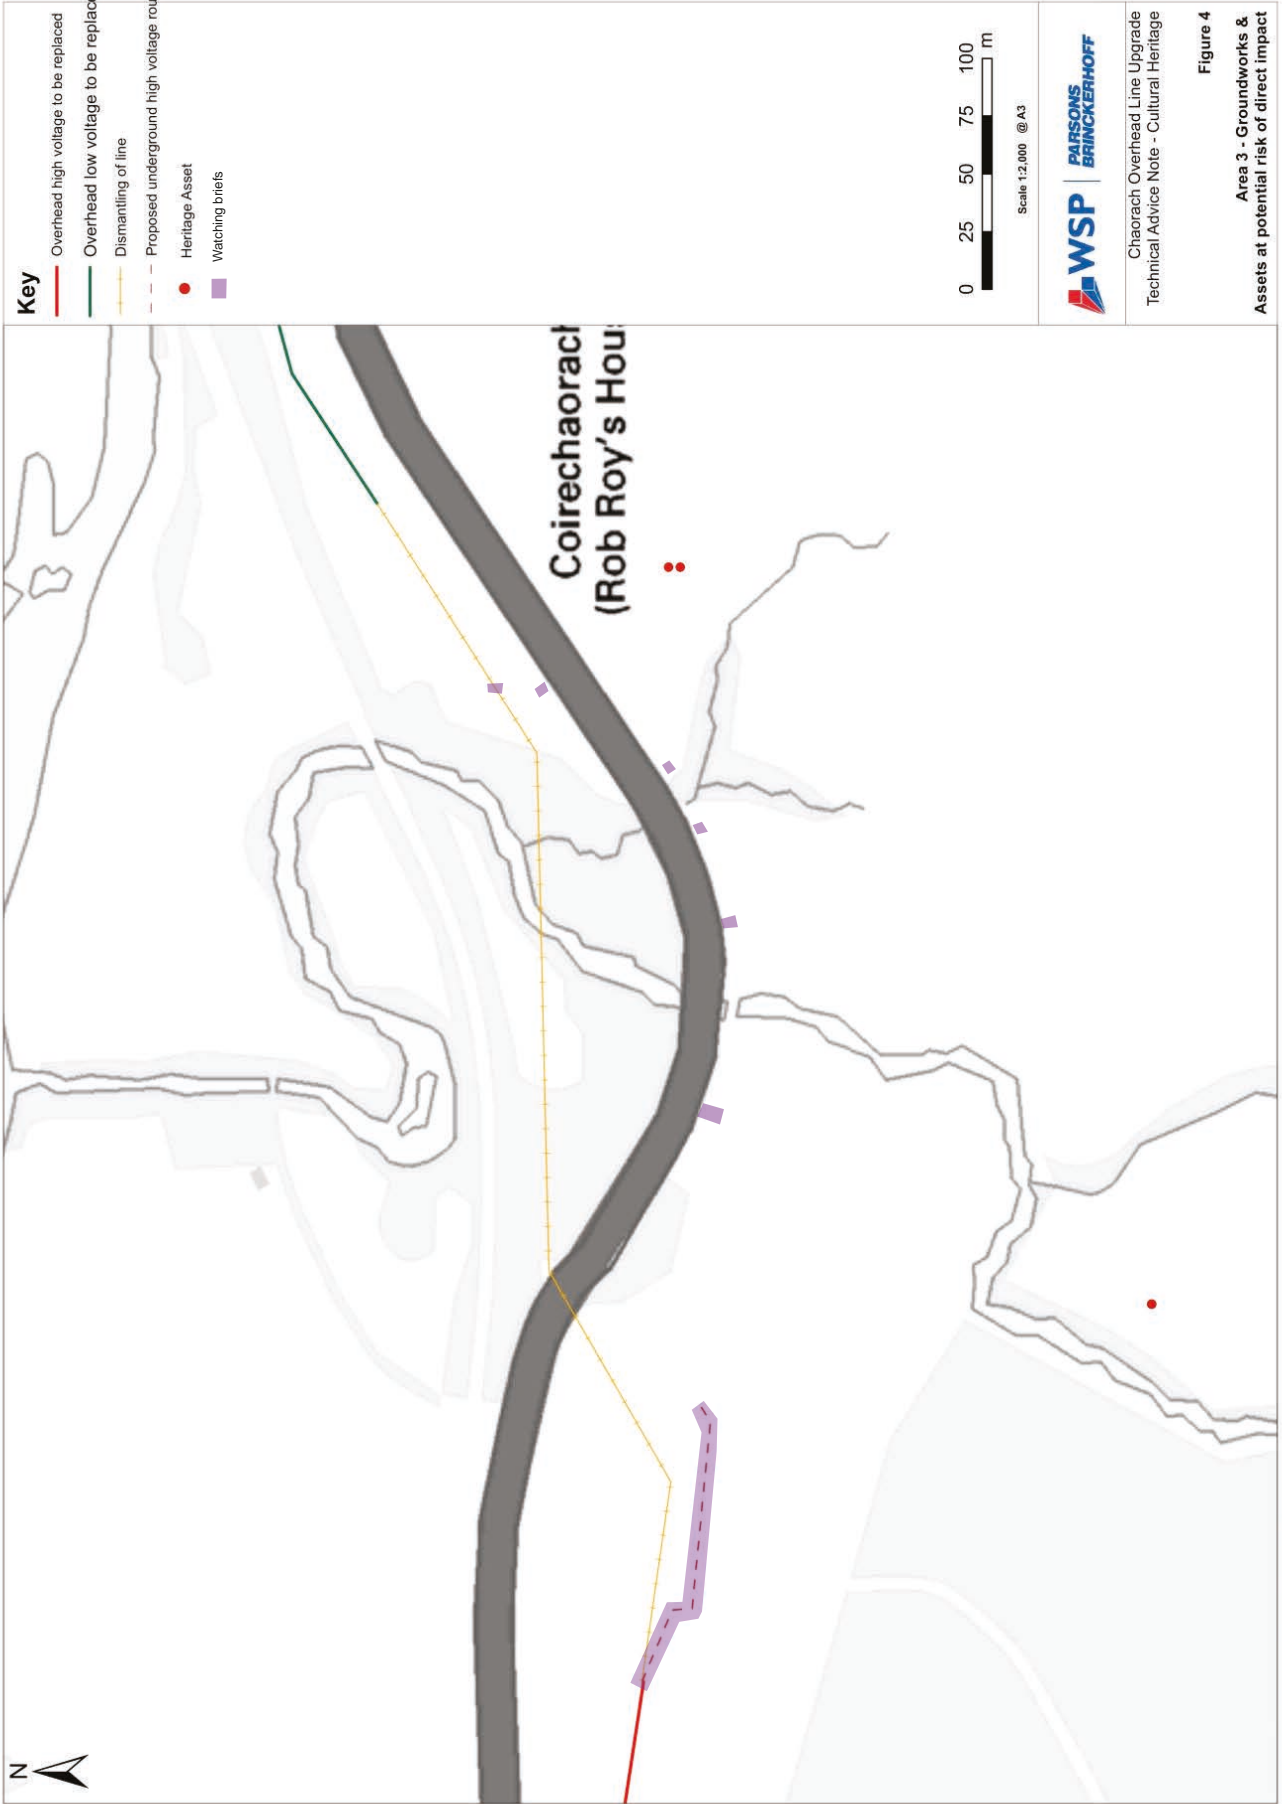 N
Coirechaorach
(Rob Roy's Hous
Key
Overhead high voltage to be replaced
Overhead low voltage to be replac
Dismantling of line
Proposed underground high voltage rou
Heritage Asset
Watching briefs
0 25 50 75 100
m
Scale 1:2,000 @ A3
WSP
PARSONS
BRINCKERHOFF
Chaorach Overhead Line Upgrade
Technical Advice Note - Cultural Heritage
Figure 4
Area 3 - Groundworks &
Assets at potential risk of direct impact